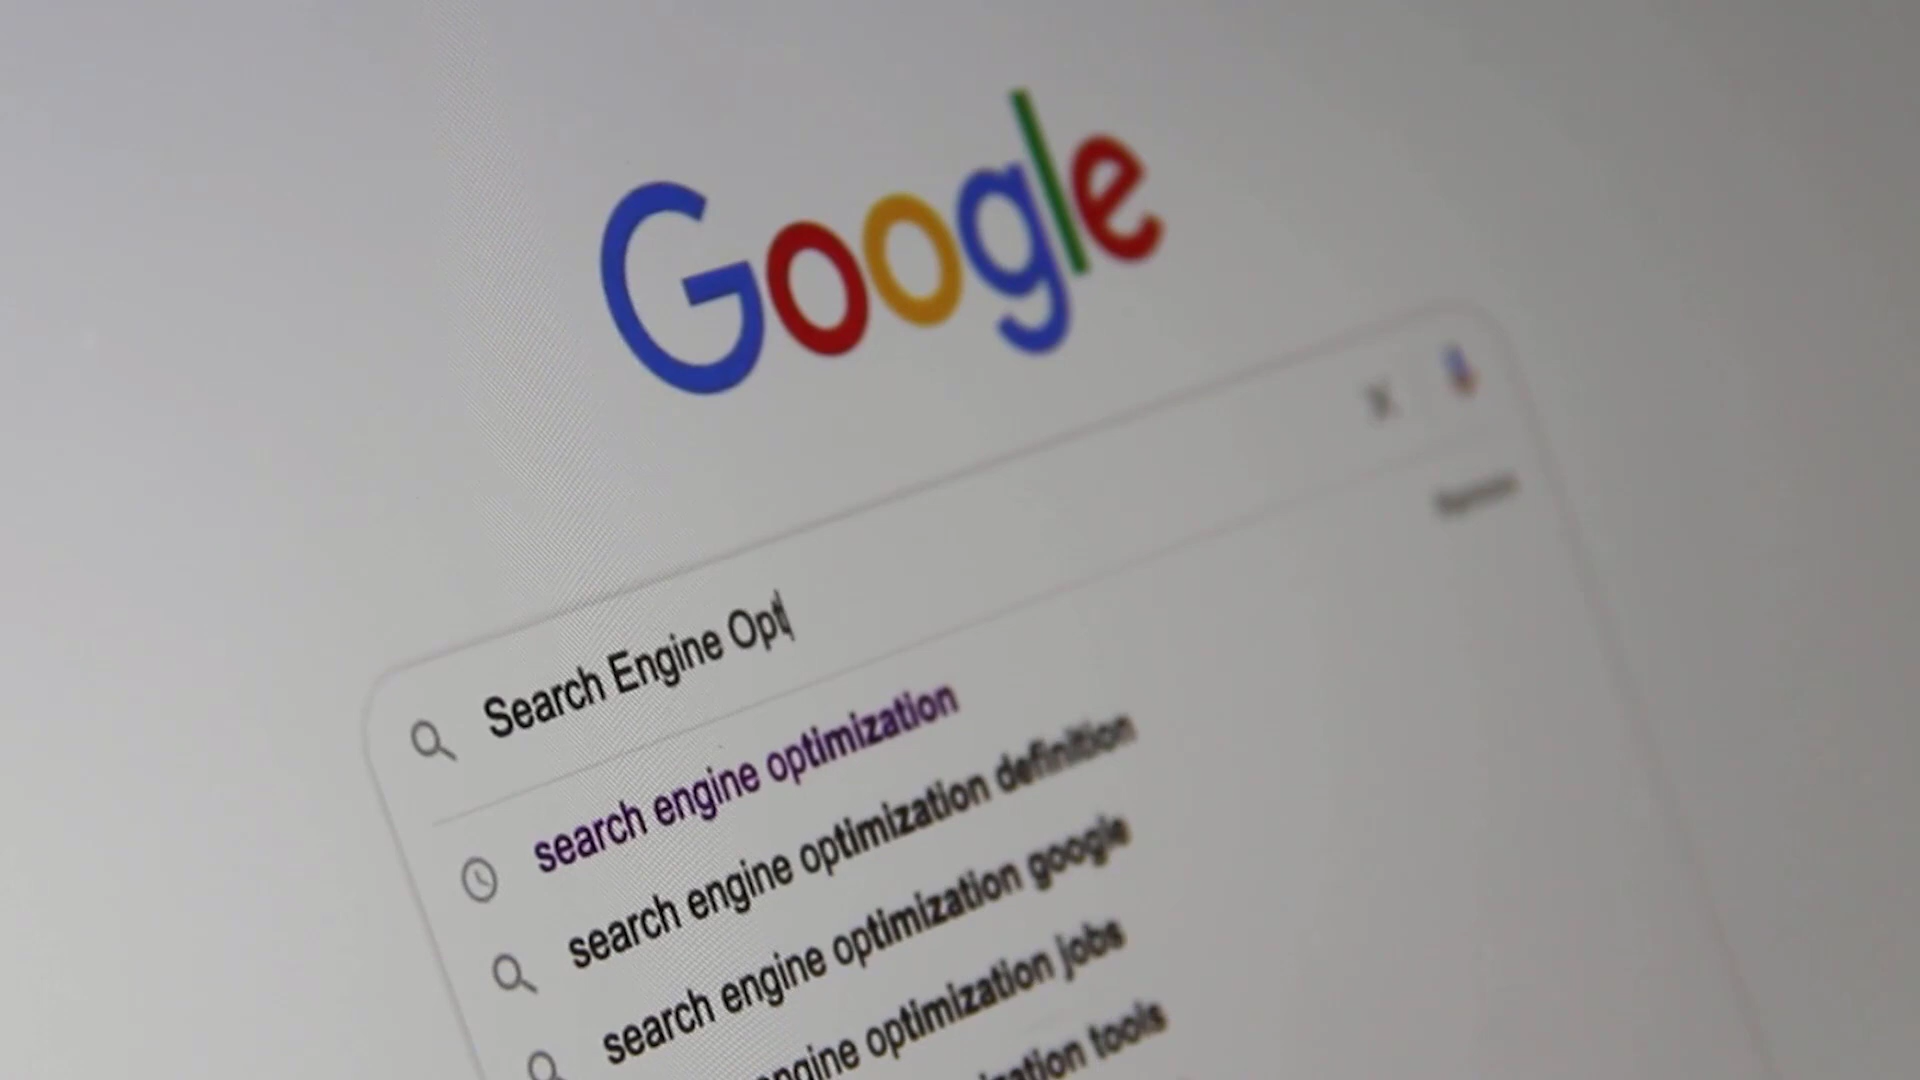 Google
Search Engine Opt
search engine optimization
search engine optimization definition
search engine optimization google
engine optimization jobs
tools